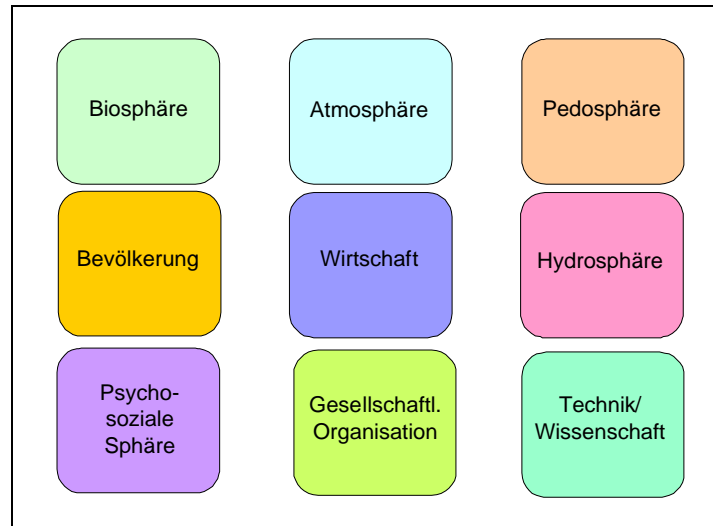 Biosphäre
Atmosphäre
Pedosphäre
Bevölkerung
Wirtschaft
Hydrosphäre
Psycho-
soziale
Sphäre
Gesellschaftl.
Organisation
Technik/
Wissenschaft